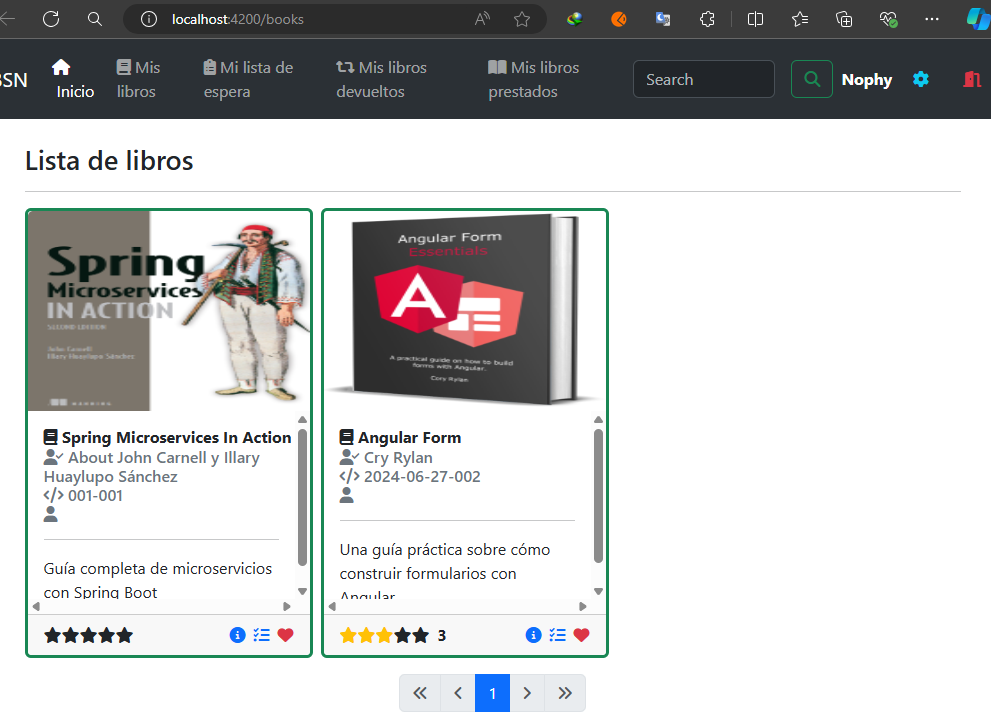 localhost:4200/books
BSN
Inicio
Mis
libros
Mi lista de
espera
Mis libros
devueltos
Mis libros
prestados
Search
Nophy
Lista de libros
Spring
Microservices
IN ACTION
SECOND EDITION
John Carnell
Illary Huaylupo Sánchez
MANNING
Angular Form
Essentials
A practical guide on how to build
forms with Angular.
Cory Rylan
Spring Microservices In Action
About John Carnell y Illary
Huaylupo Sánchez
001-001
Guía completa de microservicios
con Spring Boot
Angular Form
Cry Rylan
2024-06-27-002
Una guía práctica sobre cómo
construir formularios con
Angular
3
« ‹ 1 › »